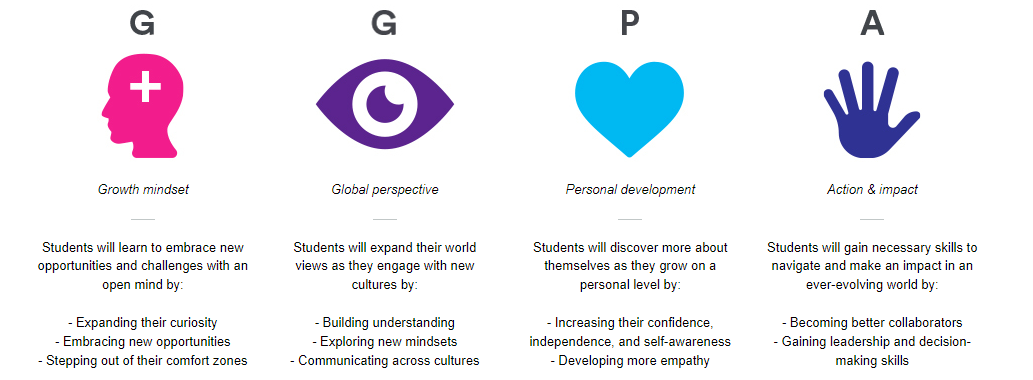 G
Growth mindset
Students will learn to embrace new
opportunities and challenges with an
open mind by:
- Expanding their curiosity
- Embracing new opportunities
- Stepping out of their comfort zones
G
Global perspective
Students will expand their world
views as they engage with new
cultures by:
- Building understanding
- Exploring new mindsets
- Communicating across cultures
P
Personal development
Students will discover more about
themselves as they grow on a
personal level by:
- Increasing their confidence,
independence, and self-awareness
- Developing more empathy
A
Action & impact
Students will gain necessary skills to
navigate and make an impact in an
ever-evolving world by:
- Becoming better collaborators
- Gaining leadership and decision-
making skills